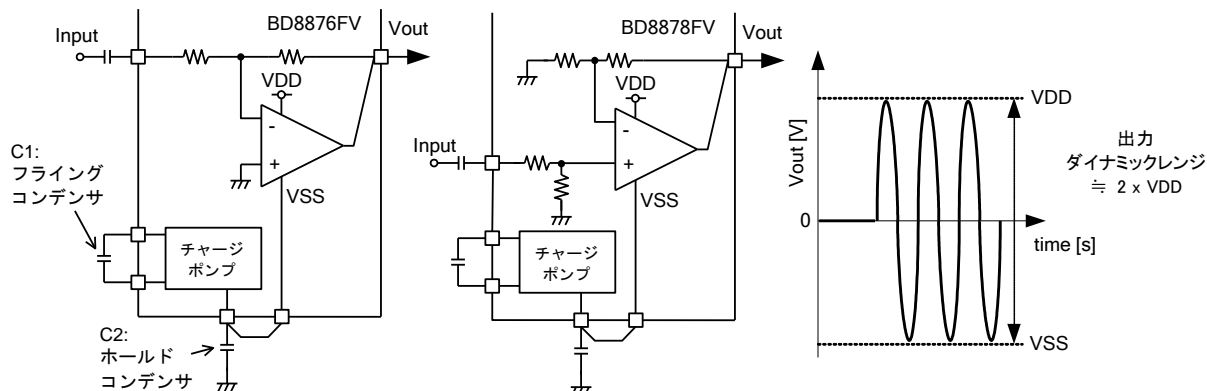 BD8876FV
Input
Vout
VDD
-
+
VSS
C1:
フライング
コンデンサ
チャージ
ポンプ
C2:
ホールド
コンデンサ
BD8878FV
Vout
VDD
Input
-
+
VSS
チャージ
ポンプ
Vout [V]
0
time [s]
VDD
VSS
出力
ダイナミックレンジ
≒ 2 x VDD